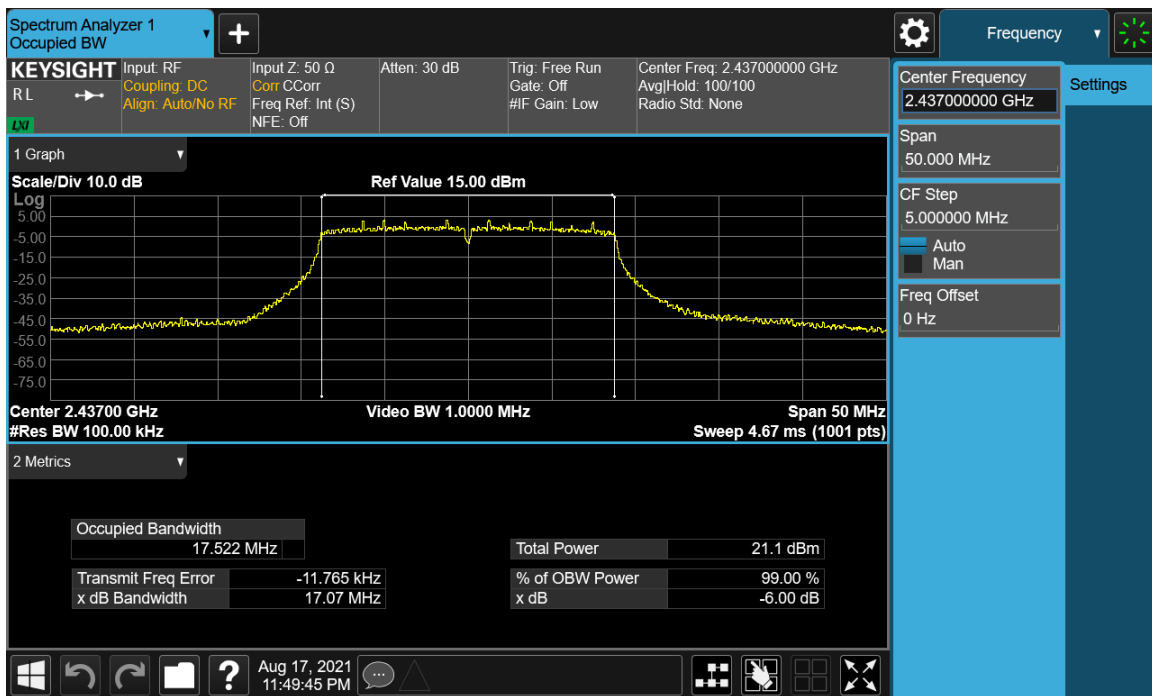 Spectrum Analyzer 1
Occupied BW
Frequency
KEYSIGHT
R L
LXI
Input: RF
Coupling: DC
Align: Auto/No RF
Input Z: 50 Ω
Corr CCorr
Freq Ref: Int (S)
NFE: Off
Atten: 30 dB
Trig: Free Run
Gate: Off
#IF Gain: Low
Center Freq: 2.437000000 GHz
Avg|Hold: 100/100
Radio Std: None
Center Frequency
2.437000000 GHz
Settings
Span
50.000 MHz
CF Step
5.000000 MHz
Auto
Man
Freq Offset
0 Hz
1 Graph
Scale/Div 10.0 dB
Ref Value 15.00 dBm
Log
5.00
-5.00
-15.0
-25.0
-35.0
-45.0
-55.0
-65.0
-75.0
Center 2.43700 GHz
Video BW 1.0000 MHz
Span 50 MHz
#Res BW 100.00 kHz
Sweep 4.67 ms (1001 pts)
2 Metrics
Occupied Bandwidth
17.522 MHz
Total Power 21.1 dBm
Transmit Freq Error -11.765 kHz
% of OBW Power 99.00 %
x dB Bandwidth 17.07 MHz
x dB -6.00 dB
?
Aug 17, 2021
11:49:45 PM